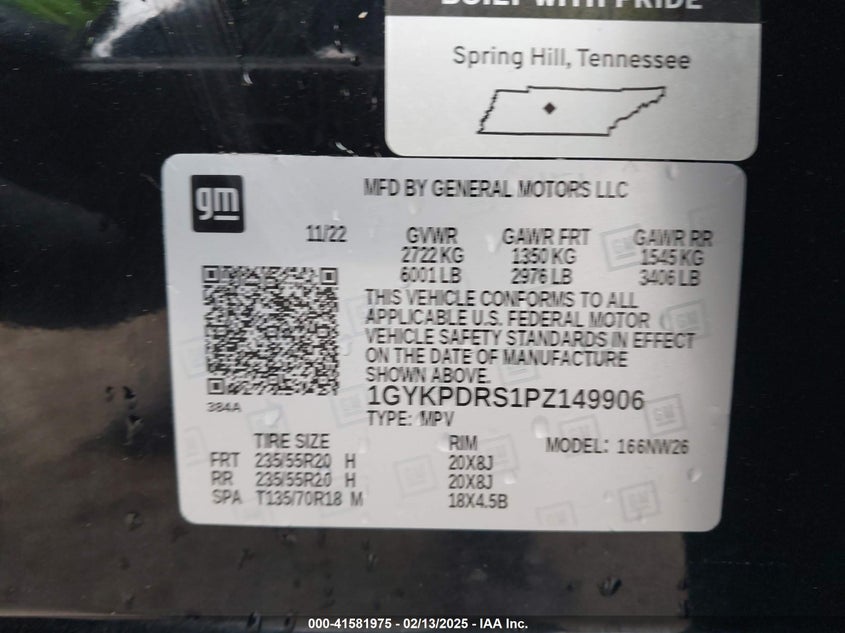 BUILT WITH PRIDE
Spring Hill, Tennessee
gm
MFD BY GENERAL MOTORS LLC
11/22 GVWR GAWR FRT GAWR RR
2722 KG 1350 KG 1545 KG
6001 LB 2976 LB 3406 LB
THIS VEHICLE CONFORMS TO ALL
APPLICABLE U.S. FEDERAL MOTOR
VEHICLE SAFETY STANDARDS IN EFFECT
ON THE DATE OF MANUFACTURE
SHOWN ABOVE.
384A
1GYKPDRS1PZ149906
TYPE: MPV
TIRE SIZE RIM MODEL: 166NW26
FRT 235/55R20 H 20X8J
RR 235/55R20 H 20X8J
SPA T135/70R18 M 18X4.5B
000-41581975 - 02/13/2025 - IAA Inc.